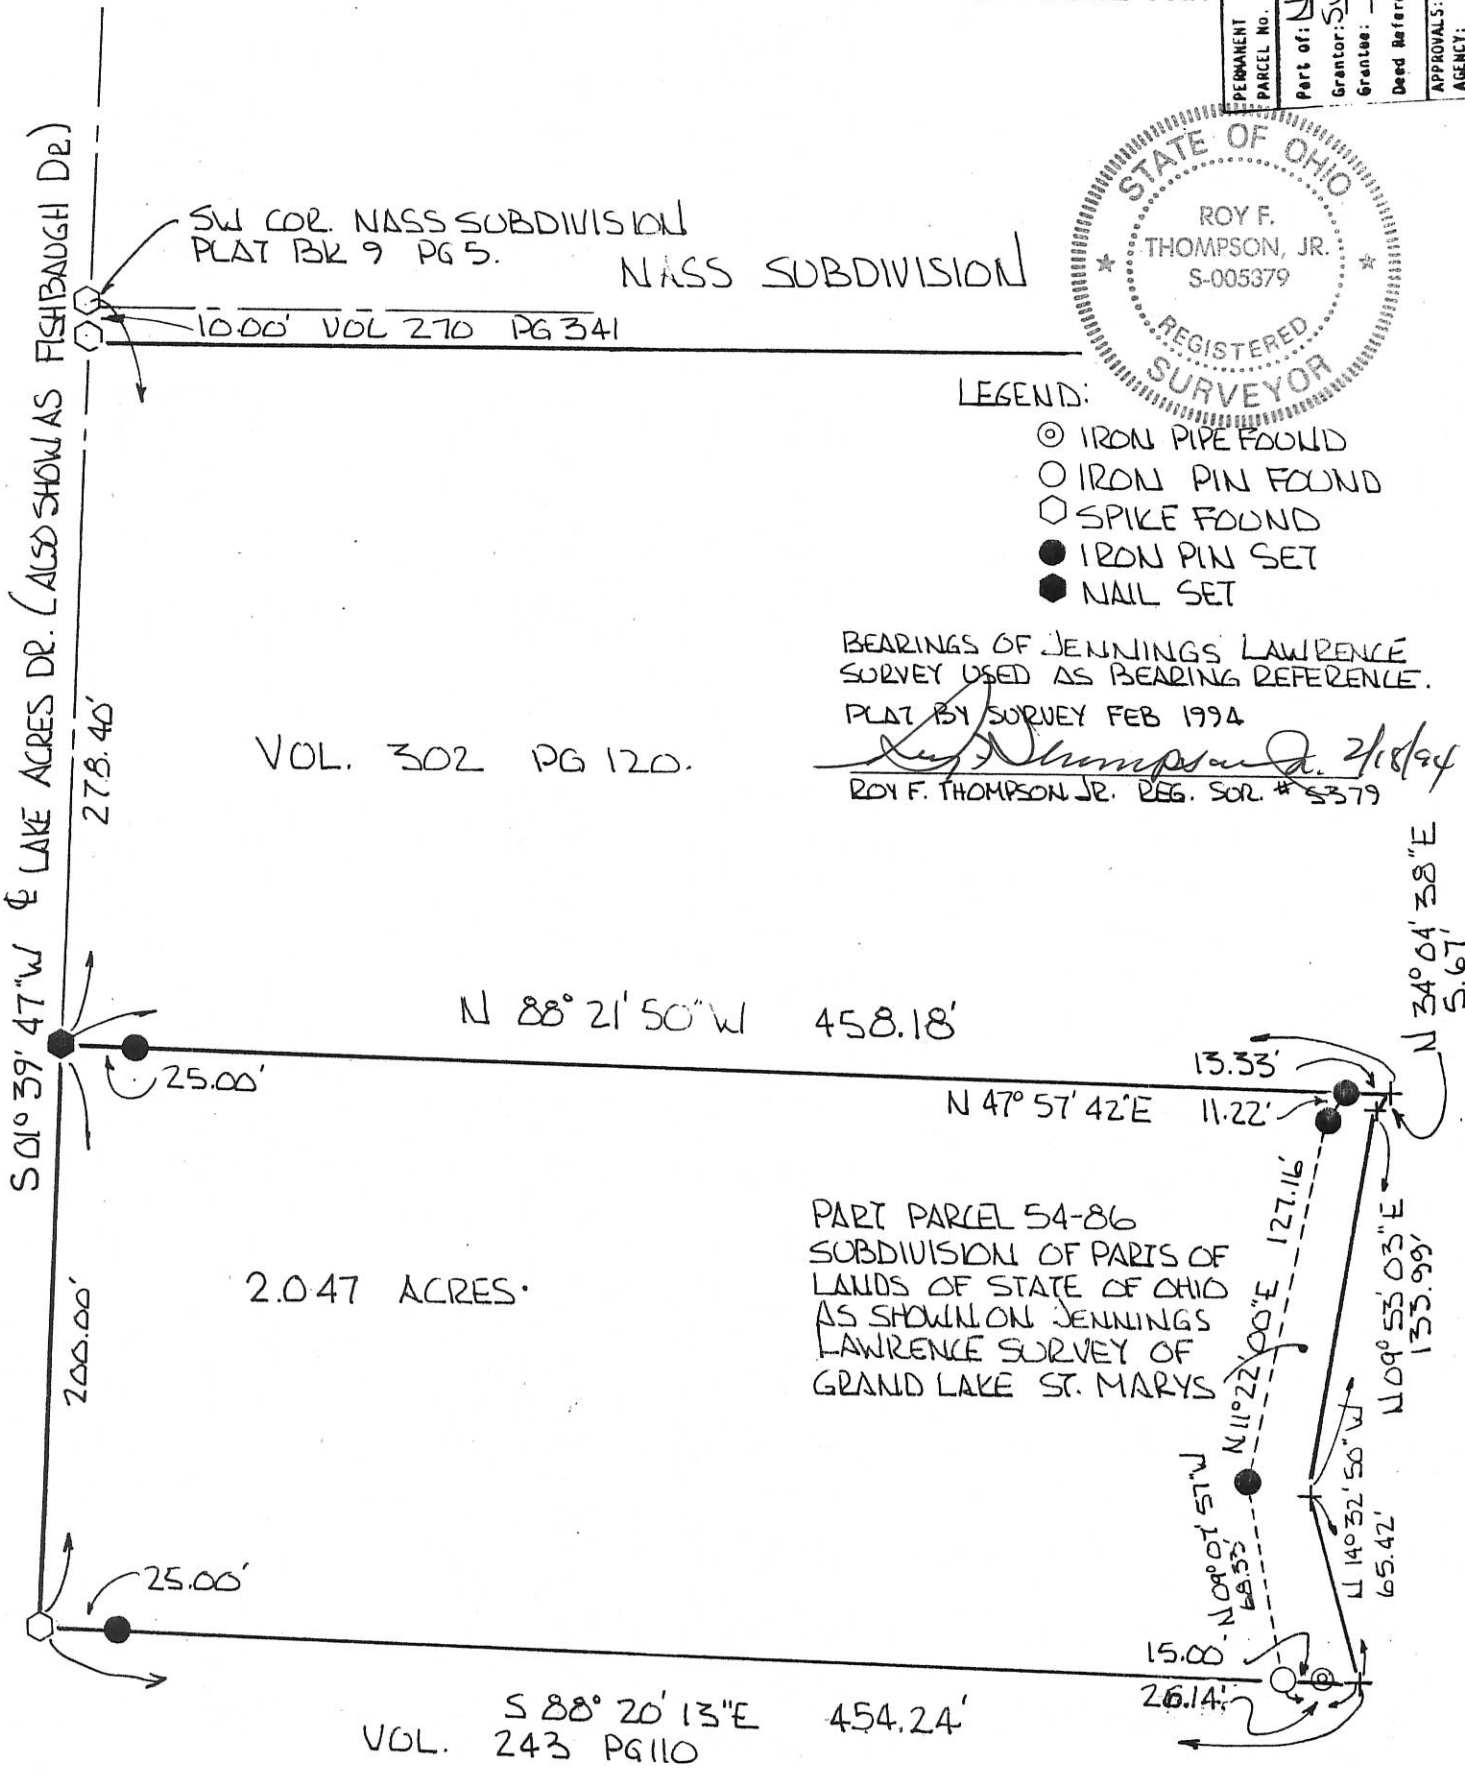 PERMANENT
PARCEL No.
Part of:
Grantor:
Grantee:
APPROVALS:
AGENCY:
STATE OF OHIO
ROY F.
THOMPSON, JR.
S-005379
REGISTERED
SURVEYOR
SW COR. NASS SUBDIVISION
PLAT BK 9 PG 5.
NASS SUBDIVISION
10.00' VOL 270 PG 341
LEGEND:
IRON PIPE FOUND
IRON PIN FOUND
SPIKE FOUND
IRON PIN SET
NAIL SET
BEARINGS OF JENNINGS LAWRENCE
SURVEY USED AS BEARING REFERENCE.
PLAT BY SURVEY FEB 1994
Roy F Thompson Jr. 2/18/94
ROY F. THOMPSON JR. REG. SUR. # 5379
S 01° 39' 47" W ℄ LAKE ACRES DR. (ALSO SHOW AS FISHBAUGH DR)
278.40'
VOL. 302 PG 120.
N 34° 04' 38" E
5.67'
N 88° 21' 50" W 458.18'
25.00'
13.33'
N 47° 57' 42" E 11.22'
127.16'
N 11° 22' 00" E
PART PARCEL 54-86
SUBDIVISION OF PARTS OF
LANDS OF STATE OF OHIO
AS SHOWN ON JENNINGS
LAWRENCE SURVEY OF
GRAND LAKE ST. MARYS
N 09° 53' 03" E
133.99'
2.047 ACRES.
200.00'
N 14° 32' 50" W
65.42'
N 09° 07' 57" W
68.33'
25.00'
15.00
26.14'
S 88° 20' 13" E 454.24'
VOL. 243 PG 110